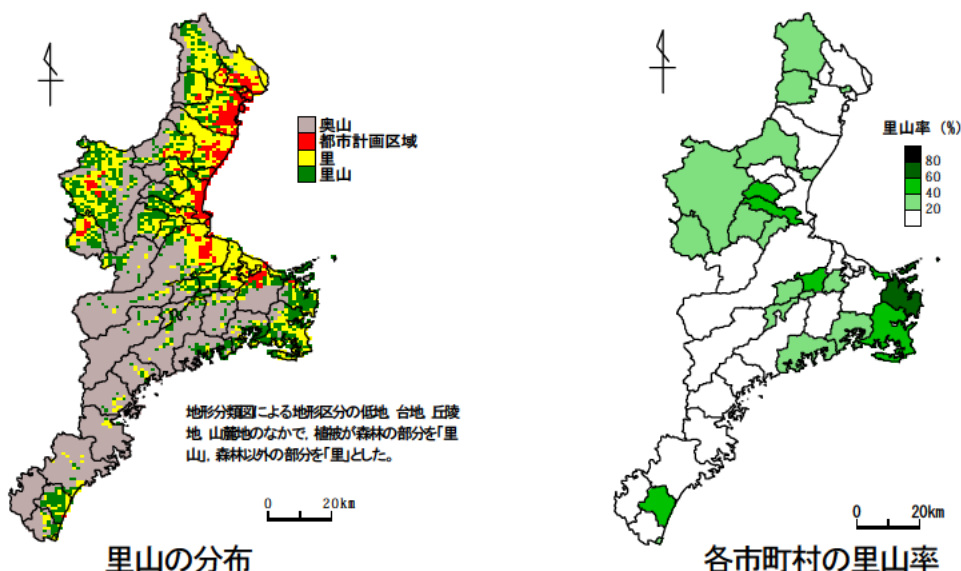 奥山
都市計画区域
里
里山
地形分類図による地形区分の低地, 台地, 丘陵
地, 山麓地のなかで, 植被が森林の部分を「里
山」, 森林以外の部分を「里」とした。
0 20km
里山の分布
里山率 (%)
80
60
40
20
0 20km
各市町村の里山率